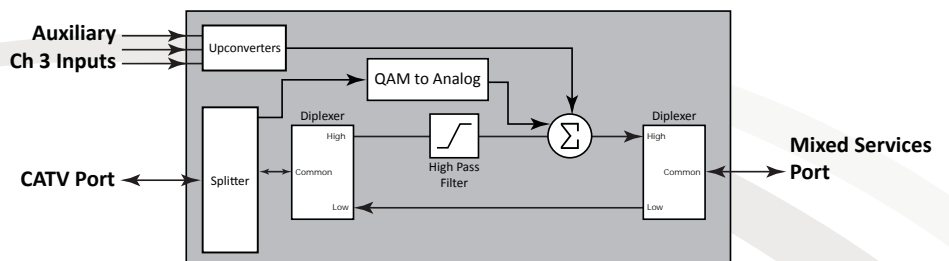 Auxiliary
Ch 3 Inputs
Upconverters
QAM to Analog
Diplexer
High
Common
Low
High Pass
Filter
Σ
Diplexer
High
Common
Low
Splitter
CATV Port
Mixed Services
Port